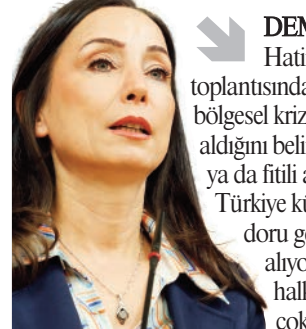 DEM
Hati
toplantısında
bölgesel kriz
aldığını beli
ya da fitili a
Türkiye kü
doru ge
alıyo
hall
çok